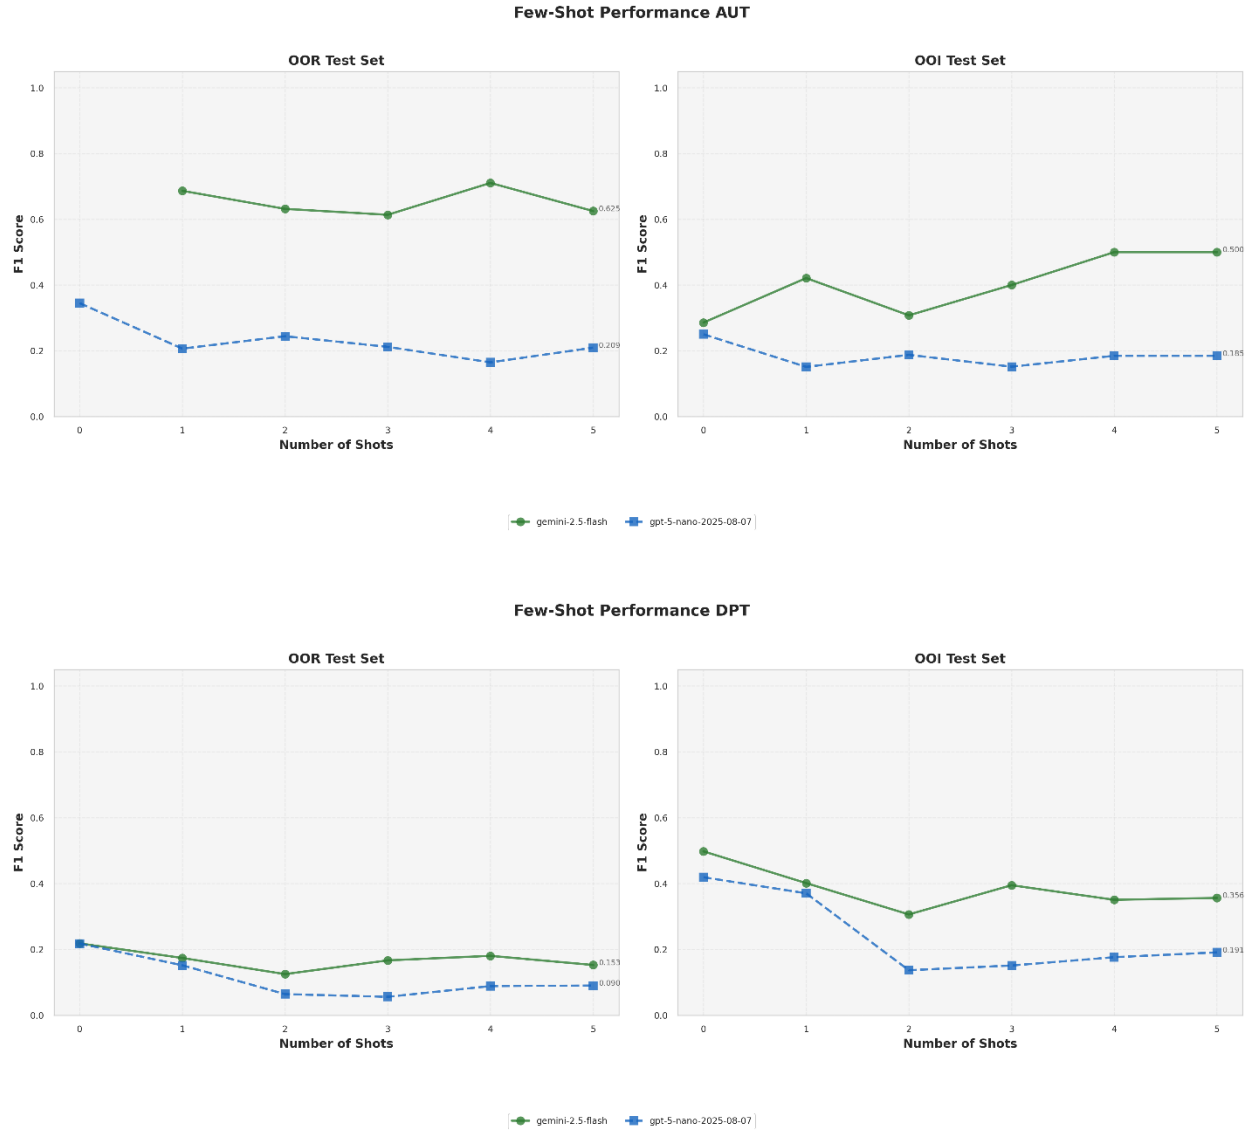 Few-Shot Performance AUT
OOR Test Set
OOI Test Set
F1 Score
1.0
0.8
0.6
0.4
0.2
0.0
0.625
0.209
0 1 2 3 4 5
Number of Shots
F1 Score
1.0
0.8
0.6
0.4
0.2
0.0
0.500
0.185
0 1 2 3 4 5
Number of Shots
gemini-2.5-flash gpt-5-nano-2025-08-07
Few-Shot Performance DPT
OOR Test Set
OOI Test Set
F1 Score
1.0
0.8
0.6
0.4
0.2
0.0
0.153
0.090
0 1 2 3 4 5
Number of Shots
F1 Score
1.0
0.8
0.6
0.4
0.2
0.0
0.356
0.191
0 1 2 3 4 5
Number of Shots
gemini-2.5-flash gpt-5-nano-2025-08-07